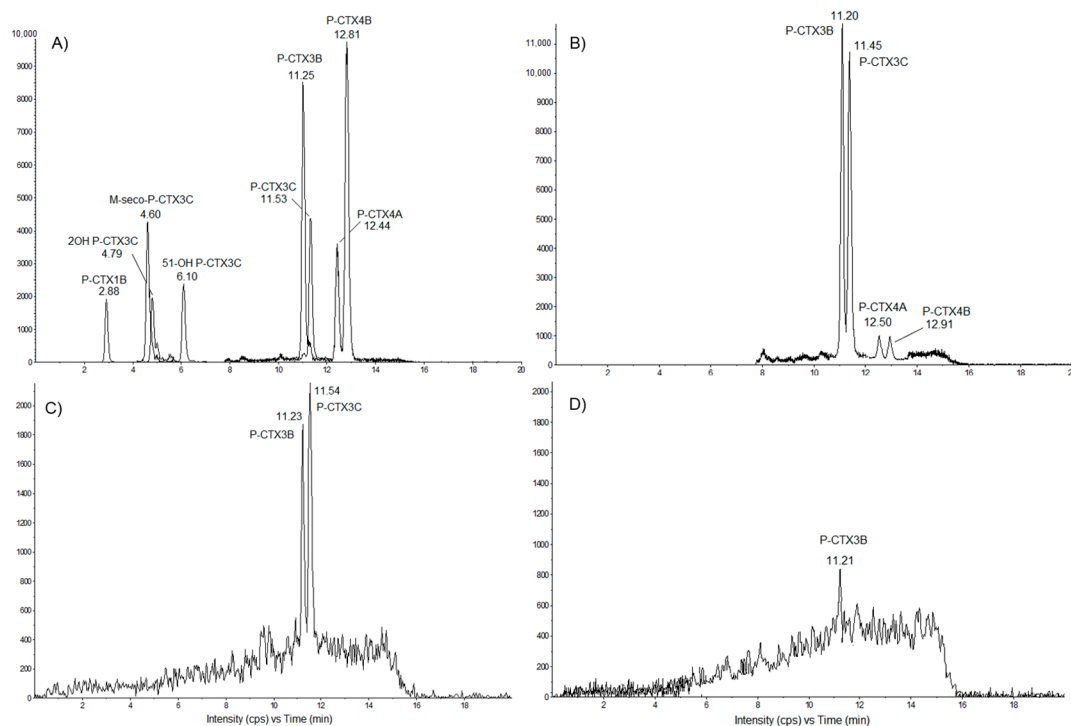 A)
P-CTX4B
12.81
P-CTX3B
11.25
P-CTX3C
11.53
P-CTX4A
12.44
M-seco-P-CTX3C
4.60
2OH P-CTX3C
4.79
51-OH P-CTX3C
6.10
P-CTX1B
2.88
10,000
9000
8000
7000
6000
5000
4000
3000
2000
1000
0
2 4 6 8 10 12 14 16 18 20
B)
11.20
P-CTX3B
11.45
P-CTX3C
P-CTX4A
12.50
P-CTX4B
12.91
11,000
10,000
9000
8000
7000
6000
5000
4000
3000
2000
1000
0
2 4 6 8 10 12 14 16 18 20
C)
11.54
P-CTX3C
11.23
P-CTX3B
2000
1800
1600
1400
1200
1000
800
600
400
200
0
2 4 6 8 10 12 14 16 18
Intensity (cps) vs Time (min)
D)
P-CTX3B
11.21
2000
1800
1600
1400
1200
1000
800
600
400
200
0
2 4 6 8 10 12 14 16 18
Intensity (cps) vs Time (min)